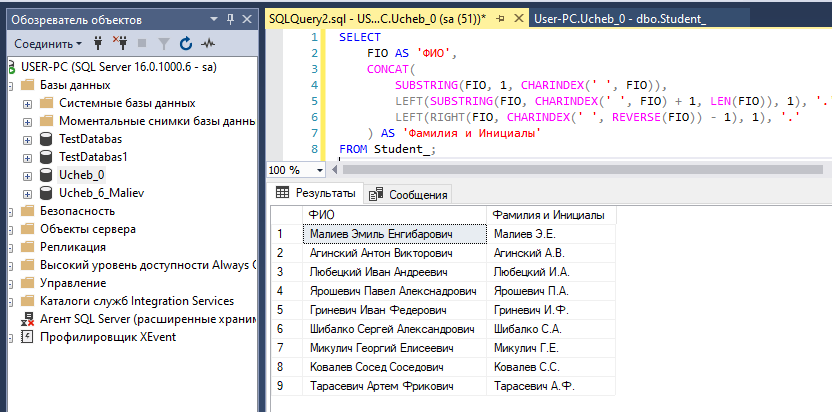 Обозреватель объектов
Соединить
USER-PC (SQL Server 16.0.1000.6 - sa)
Базы данных
Системные базы данных
Моментальные снимки базы данн
TestDatabas
TestDatabas1
Ucheb_0
Ucheb_6_Maliev
Безопасность
Объекты сервера
Репликация
Высокий уровень доступности Always O
Управление
Каталоги служб Integration Services
Агент SQL Server (расширенные храним
Профилировщик XEvent
SQLQuery2.sql - US...C.Ucheb_0 (sa (51))*
User-PC.Ucheb_0 - dbo.Student_
1 SELECT
2 FIO AS 'ФИО',
3 CONCAT(
4 SUBSTRING(FIO, 1, CHARINDEX(' ', FIO)),
5 LEFT(SUBSTRING(FIO, CHARINDEX(' ', FIO) + 1, LEN(FIO)), 1), '.'
6 LEFT(RIGHT(FIO, CHARINDEX(' ', REVERSE(FIO)) - 1), 1), '.'
7 ) AS 'Фамилия и Инициалы'
8 FROM Student_;
100 %
Результаты Сообщения
ФИО Фамилия и Инициалы
1 Малиев Эмиль Енгибарович Малиев Э.Е.
2 Агинский Антон Викторович Агинский А.В.
3 Любецкий Иван Андреевич Любецкий И.А.
4 Ярошевич Павел Алекснадрович Ярошевич П.А.
5 Гриневич Иван Федерович Гриневич И.Ф.
6 Шибалко Сергей Александрович Шибалко С.А.
7 Микулич Георгий Елисеевич Микулич Г.Е.
8 Ковалев Сосед Соседович Ковалев С.С.
9 Тарасевич Артем Фрикович Тарасевич А.Ф.